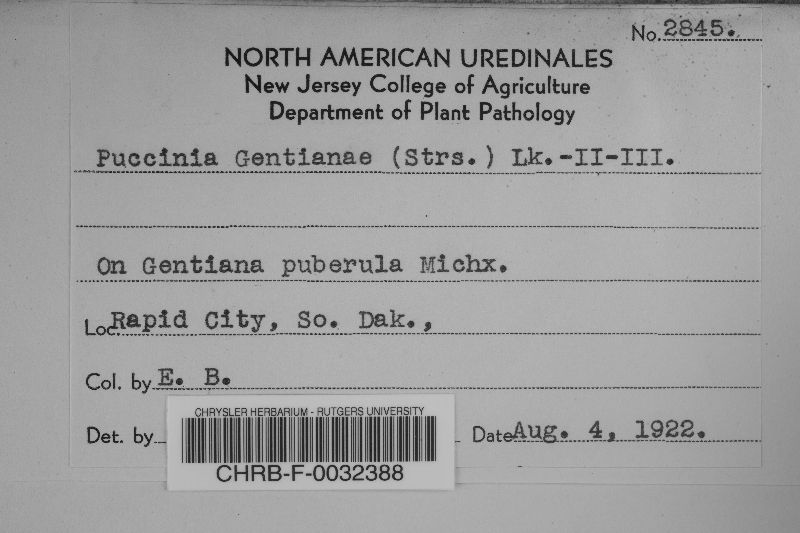 No. 2845.
NORTH AMERICAN UREDINALES
New Jersey College of Agriculture
Department of Plant Pathology
Puccinia Gentianae (Strs.) Lk.-II-III.
On Gentiana puberula Michx.
Loc. Rapid City, So. Dak.,
Col. by E. B.
Det. by
Date Aug. 4, 1922.
CHRYSLER HERBARIUM - RUTGERS UNIVERSITY
CHRB-F-0032388